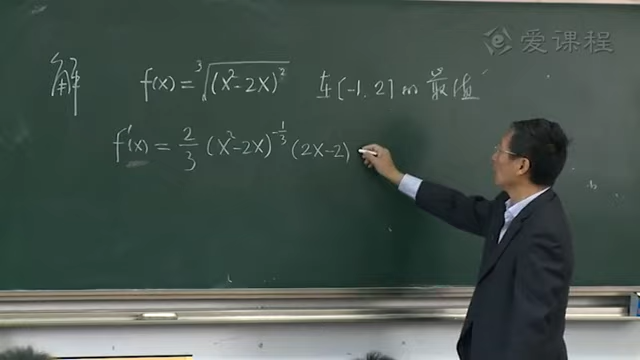 爱课程
解 f(x) = ∛(x²-2x)² 在[-1,2]的最值
f'(x) = 2/3 (x²-2x)^(-1/3) (2x-2)